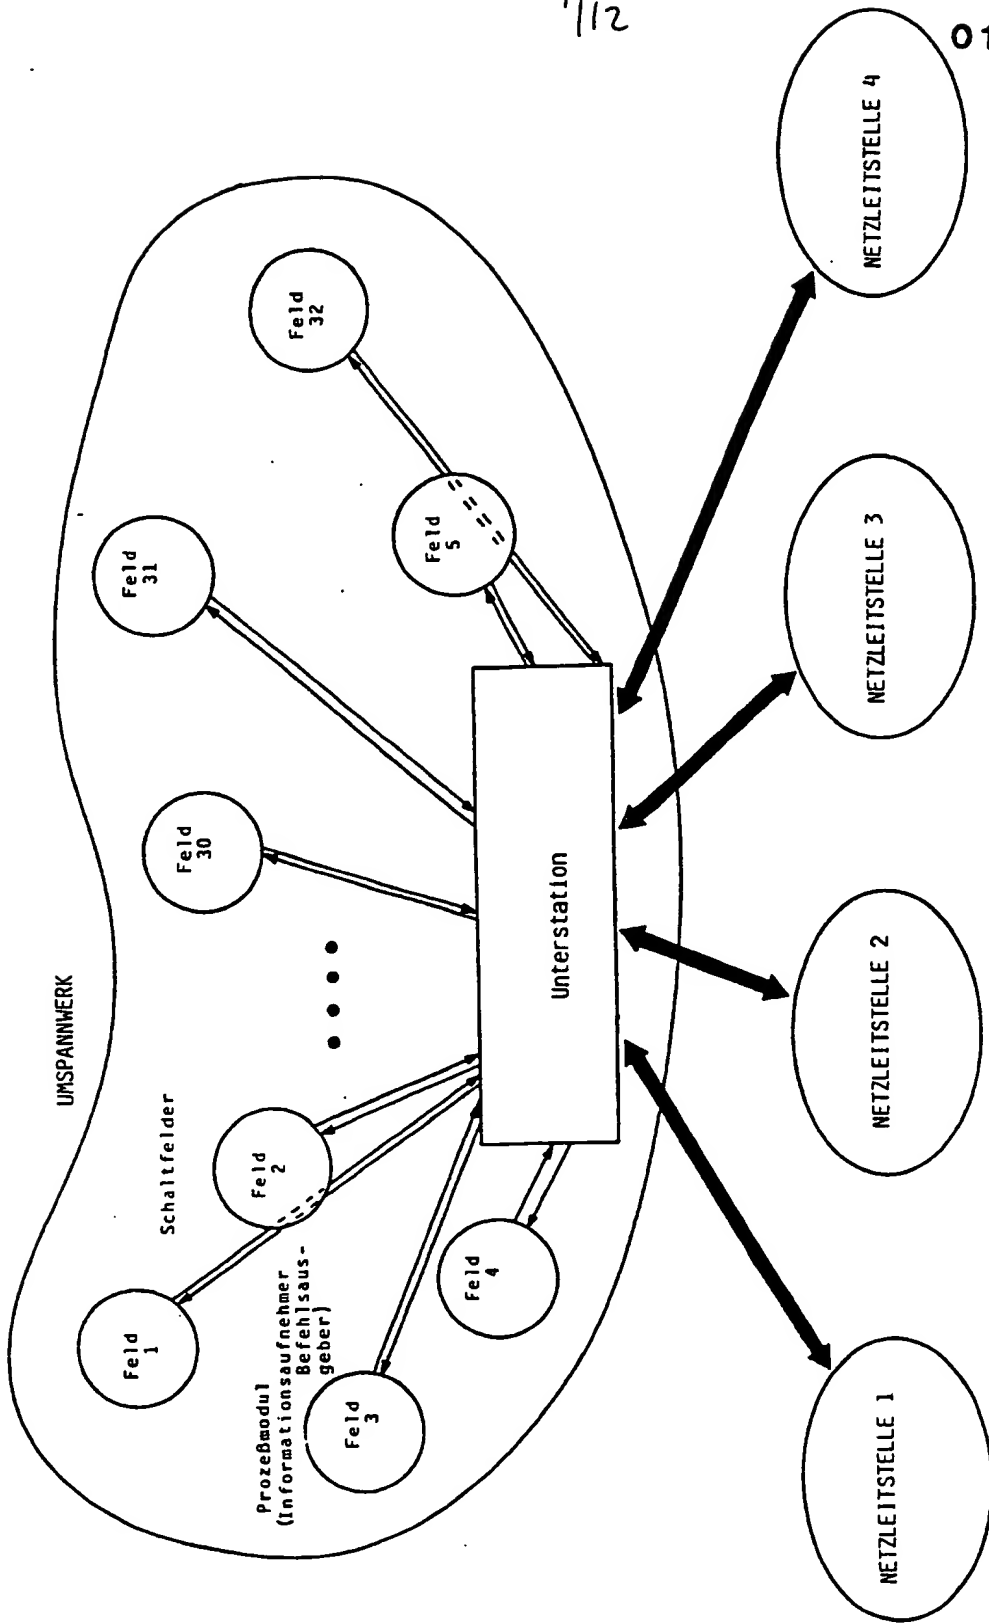 1/12
UMSPANNWERK
Schaltfelder
Feld
1
Feld
2
Feld
30
Feld
31
Feld
32
Prozeßmodul
(Informationsaufnehmer
Befehlsaus-
geber)
Feld
3
Feld
4
Feld
5
Unterstation
NETZLEITSTELLE 1
NETZLEITSTELLE 2
NETZLEITSTELLE 3
NETZLEITSTELLE 4